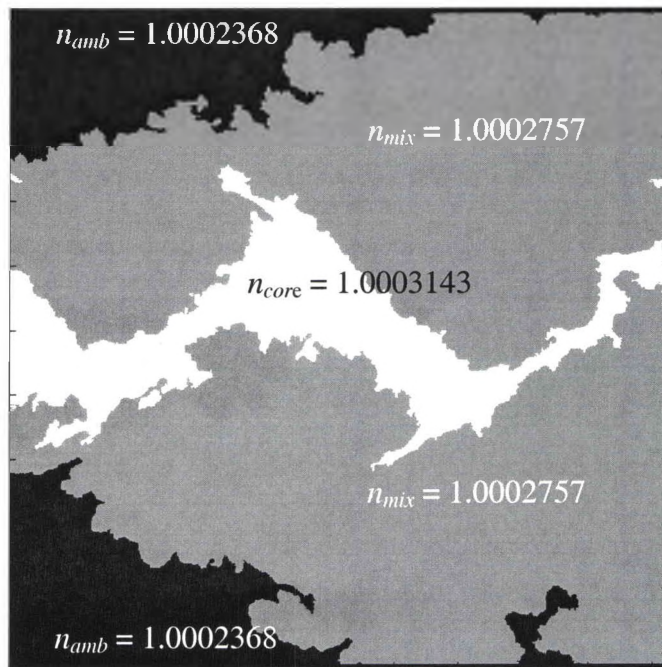 n_amb = 1.0002368
n_mix = 1.0002757
n_core = 1.0003143
n_mix = 1.0002757
n_amb = 1.0002368